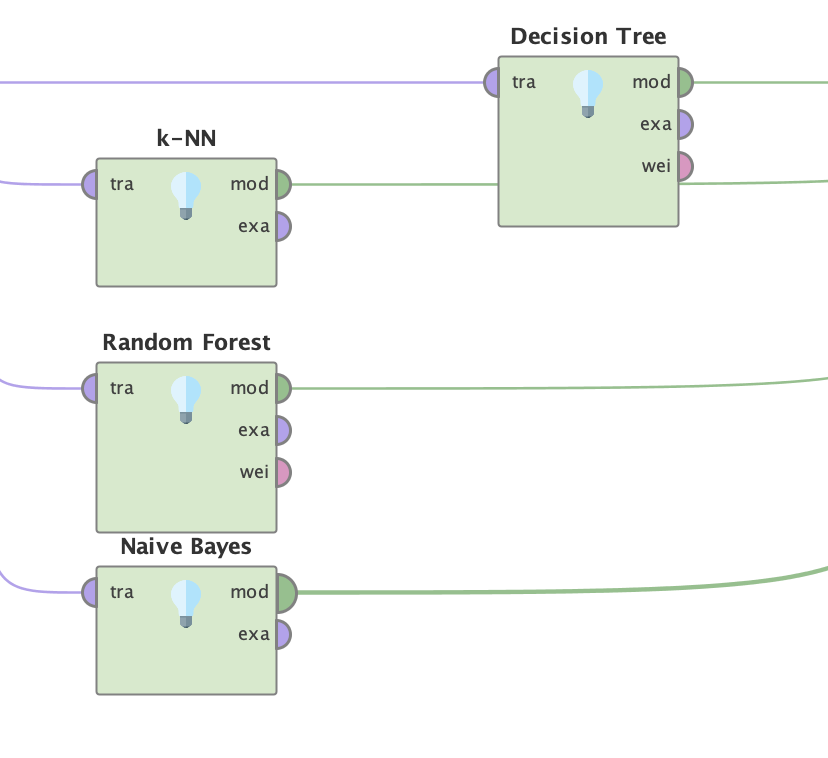 Decision Tree
tra mod
exa
wei
k-NN
tra mod
exa
Random Forest
tra mod
exa
wei
Naive Bayes
tra mod
exa